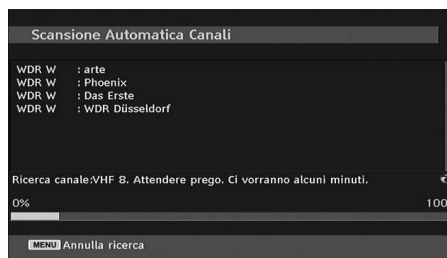 Scansione Automatica Canali
WDR W : arte
WDR W : Phoenix
WDR W : Das Erste
WDR W : WDR Düsseldorf
Ricerca canale:VHF 8. Attendere prego. Ci vorranno alcuni minuti.
0% 100
MENU Annulla ricerca